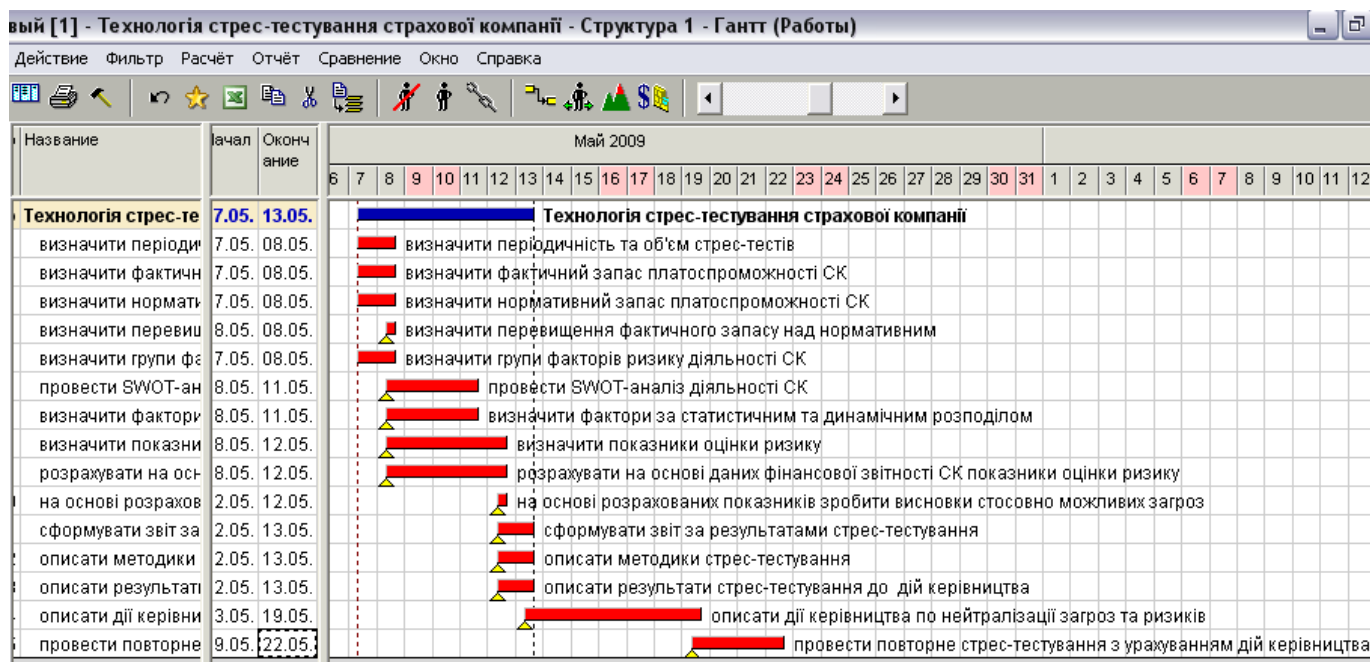 вый [1] - Технологія стрес-тестування страхової компанії - Структура 1 - Гантт (Работы)
Действие Фильтр Расчёт Отчёт Сравнение Окно Справка
Название Начал Оконч Май 2009
ание
6 7 8 9 10 11 12 13 14 15 16 17 18 19 20 21 22 23 24 25 26 27 28 29 30 31 1 2 3 4 5 6 7 8 9 10 11 12
Технологія стрес-те 7.05. 13.05. Технологія стрес-тестування страхової компанії
визначити періоди 7.05. 08.05. визначити періодичність та об'єм стрес-тестів
визначити фактичн 7.05. 08.05. визначити фактичний запас платоспроможності СК
визначити нормати 7.05. 08.05. визначити нормативний запас платоспроможності СК
визначити перевищ 8.05. 08.05. визначити перевищення фактичного запасу над нормативним
визначити групи фа 7.05. 08.05. визначити групи факторів ризику діяльності СК
провести SWOT-ан 8.05. 11.05. провести SWOT-аналіз діяльності СК
визначити фактори 8.05. 11.05. визначити фактори за статистичним та динамічним розподілом
визначити показни 8.05. 12.05. визначити показники оцінки ризику
розрахувати на осн 8.05. 12.05. розрахувати на основі даних фінансової звітності СК показники оцінки ризику
на основі розрахов 2.05. 12.05. на основі розрахованих показників зробити висновки стосовно можливих загроз
сформувати звіт за 2.05. 13.05. сформувати звіт за результатами стрес-тестування
описати методики 2.05. 13.05. описати методики стрес-тестування
описати результаті 2.05. 13.05. описати результати стрес-тестування до дій керівництва
описати дії керівни 3.05. 19.05. описати дії керівництва по нейтралізації загроз та ризиків
провести повторне 9.05. 22.05. провести повторне стрес-тестування з урахуванням дій керівництва